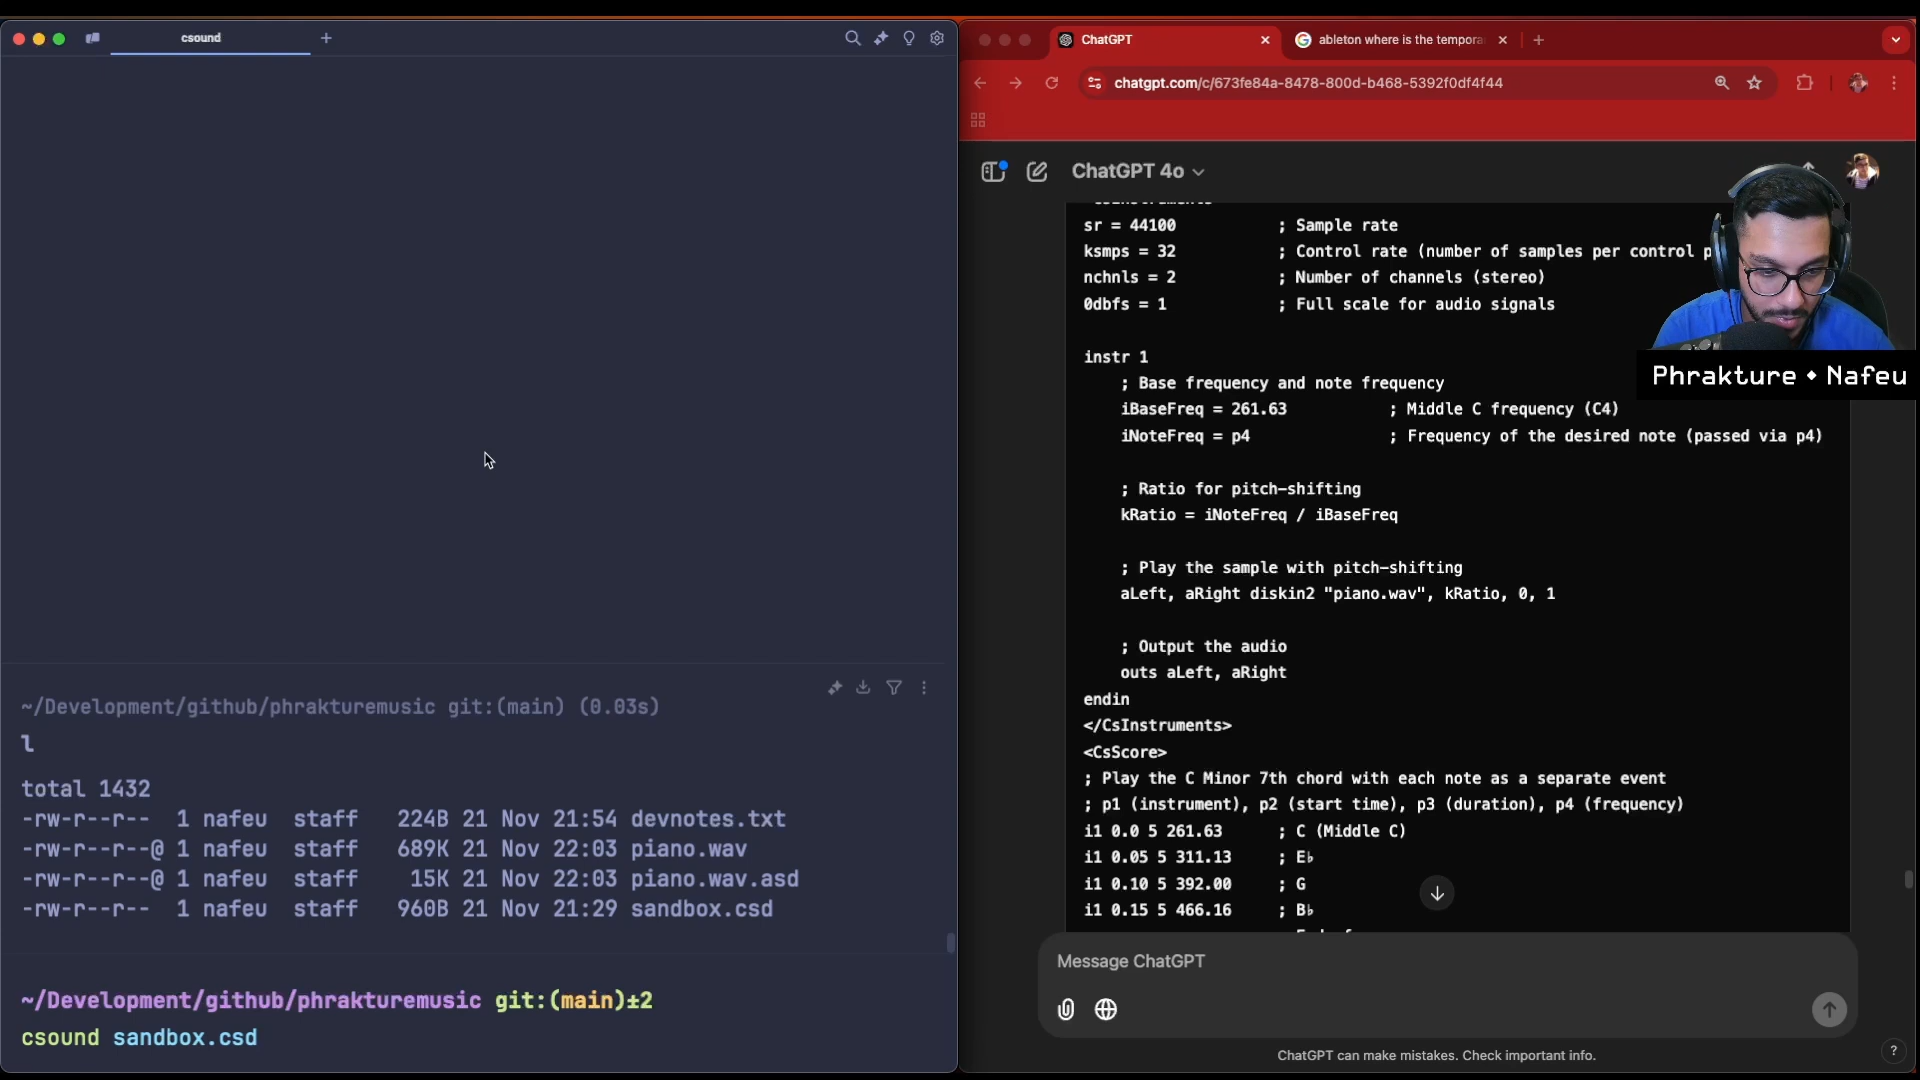 csound
~/Development/github/phrakturemusic git:(main) (0.03s)
l
total 1432
-rw-r--r--  1 nafeu  staff   224B 21 Nov 21:54 devnotes.txt
-rw-r--r--@ 1 nafeu  staff   689K 21 Nov 22:03 piano.wav
-rw-r--r--@ 1 nafeu  staff    15K 21 Nov 22:03 piano.wav.asd
-rw-r--r--  1 nafeu  staff   960B 21 Nov 21:29 sandbox.csd
~/Development/github/phrakturemusic git:(main)±2
csound sandbox.csd
ChatGPT
ableton where is the tempora
chatgpt.com/c/673fe84a-8478-800d-b468-5392f0df4f44
ChatGPT 4o
sr = 44100 ; Sample rate
ksmps = 32 ; Control rate (number of samples per control p
nchnls = 2 ; Number of channels (stereo)
0dbfs = 1 ; Full scale for audio signals
instr 1
; Base frequency and note frequency
iBaseFreq = 261.63 ; Middle C frequency (C4)
iNoteFreq = p4 ; Frequency of the desired note (passed via p4)
; Ratio for pitch-shifting
kRatio = iNoteFreq / iBaseFreq
; Play the sample with pitch-shifting
aLeft, aRight diskin2 "piano.wav", kRatio, 0, 1
; Output the audio
outs aLeft, aRight
endin
</CsInstruments>
<CsScore>
; Play the C Minor 7th chord with each note as a separate event
; p1 (instrument), p2 (start time), p3 (duration), p4 (frequency)
i1 0.0 5 261.63 ; C (Middle C)
i1 0.05 5 311.13 ; E♭
i1 0.10 5 392.00 ; G
i1 0.15 5 466.16 ; B♭
Message ChatGPT
ChatGPT can make mistakes. Check important info.
?
Phrakture • Nafeu